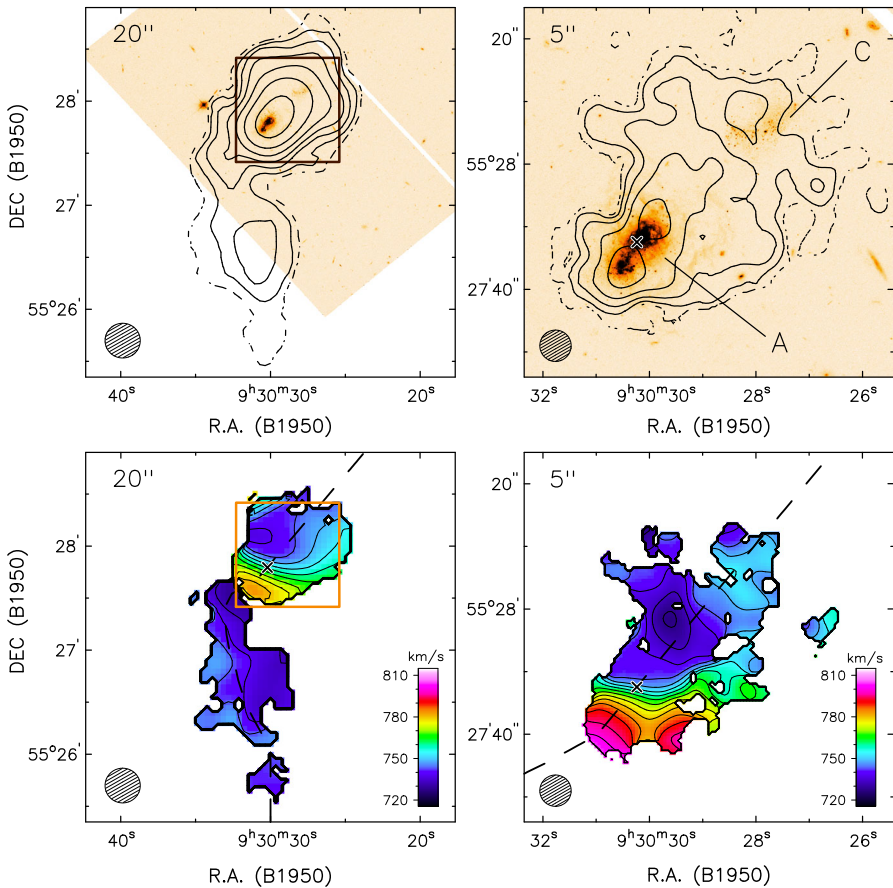 20"
28'
27'
55°26'
DEC (B1950)
40ˢ
9ʰ30ᵐ30ˢ
20ˢ
R.A. (B1950)
5"
C
A
20"
55°28'
27'40"
32ˢ
9ʰ30ᵐ30ˢ
28ˢ
26ˢ
R.A. (B1950)
20"
28'
27'
55°26'
DEC (B1950)
km/s
810
780
750
720
40ˢ
9ʰ30ᵐ30ˢ
20ˢ
R.A. (B1950)
5"
20"
55°28'
27'40"
km/s
810
780
750
720
32ˢ
9ʰ30ᵐ30ˢ
28ˢ
26ˢ
R.A. (B1950)